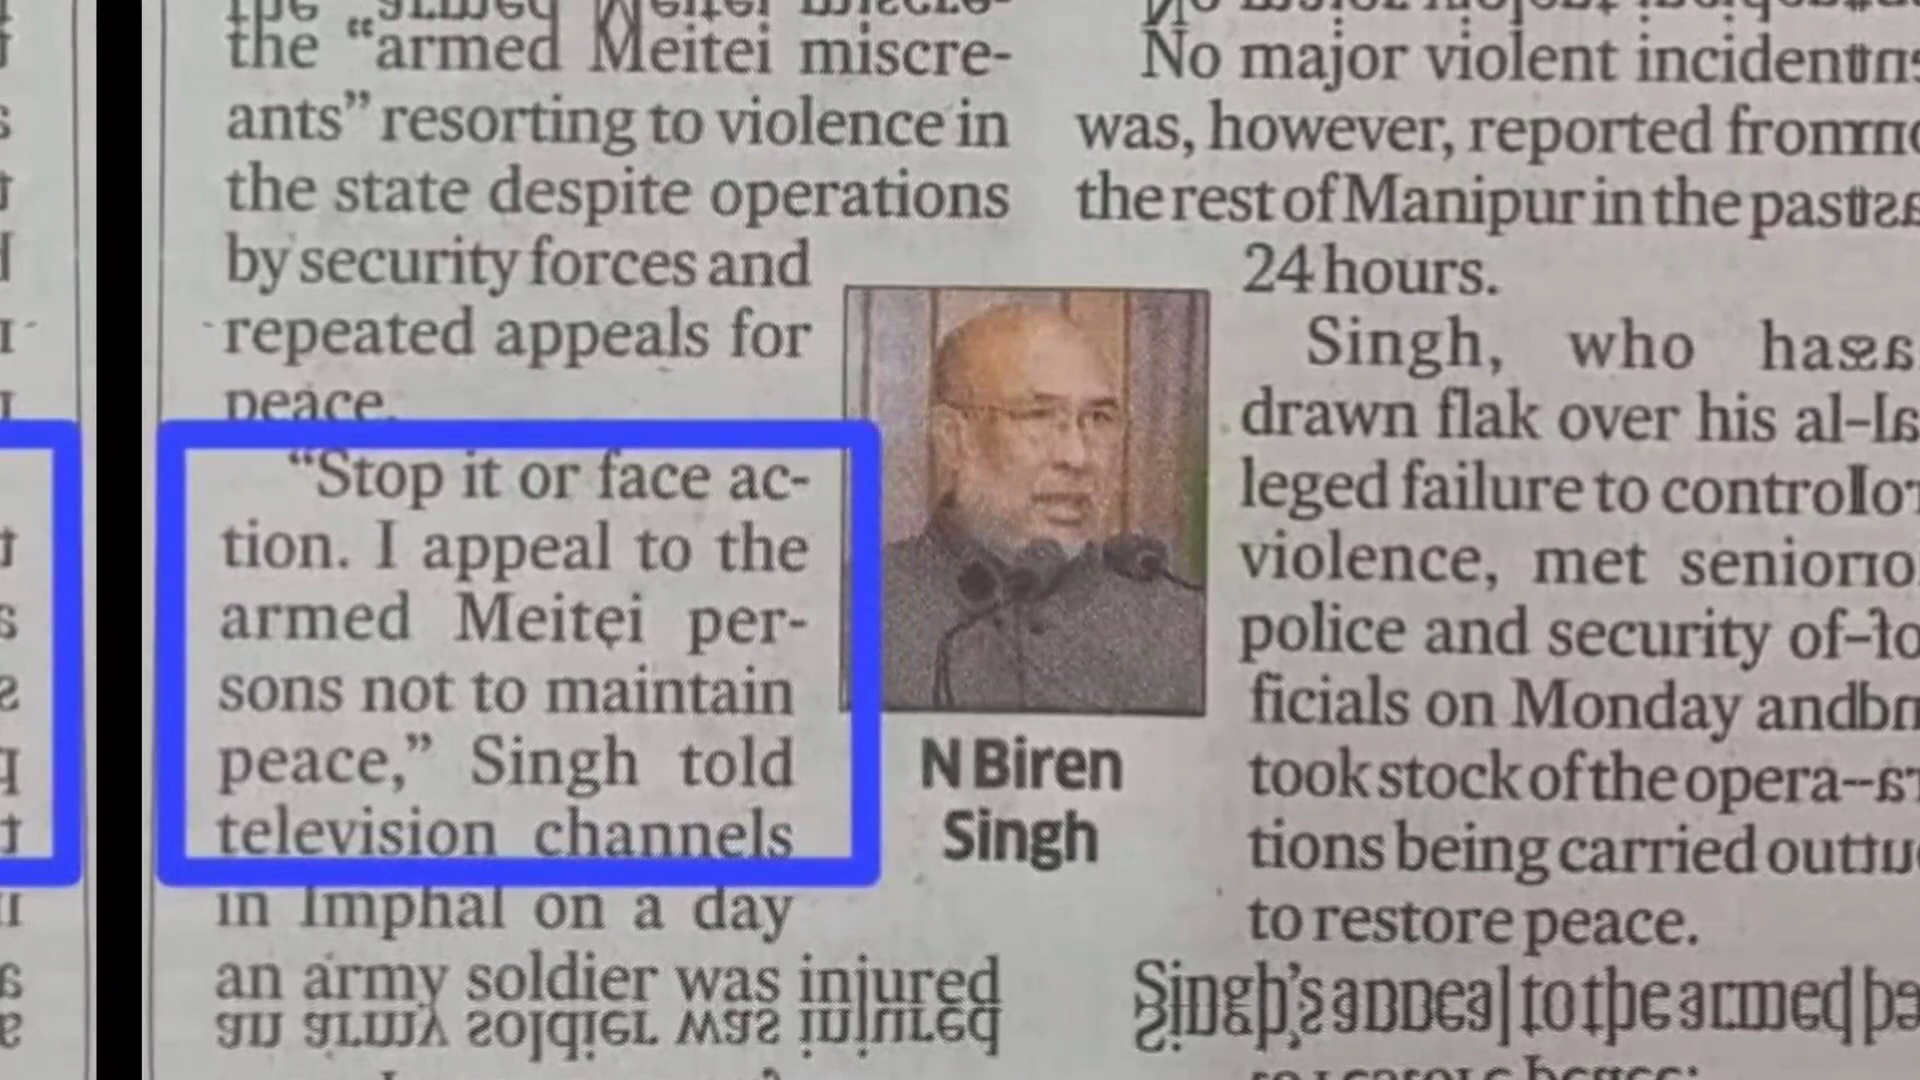 the “armed Meitei miscre-
ants” resorting to violence in
the state despite operations
by security forces and
repeated appeals for
peace.
“Stop it or face ac-
tion. I appeal to the
armed Meitei per-
sons not to maintain
peace,” Singh told
television channels
in Imphal on a day
an army soldier was injured
N Biren
Singh
No major violent incident
was, however, reported from
the rest of Manipur in the past
24 hours.
Singh, who has
drawn flak over his al-
leged failure to control
violence, met senior
police and security of-
ficials on Monday and
took stock of the opera-
tions being carried out
to restore peace.
Singh’s appeal to the armed